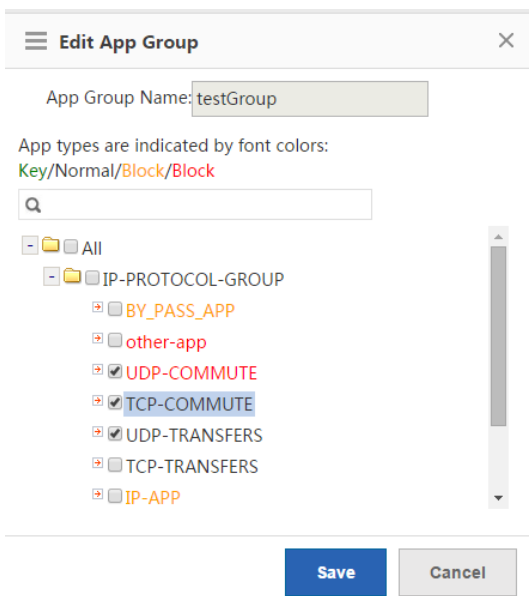 Edit App Group
App Group Name: testGroup
App types are indicated by font colors:
Key/Normal/Block/Block
All
IP-PROTOCOL-GROUP
BY_PASS_APP
other-app
UDP-COMMUTE
TCP-COMMUTE
UDP-TRANSFERS
TCP-TRANSFERS
IP-APP
Save Cancel